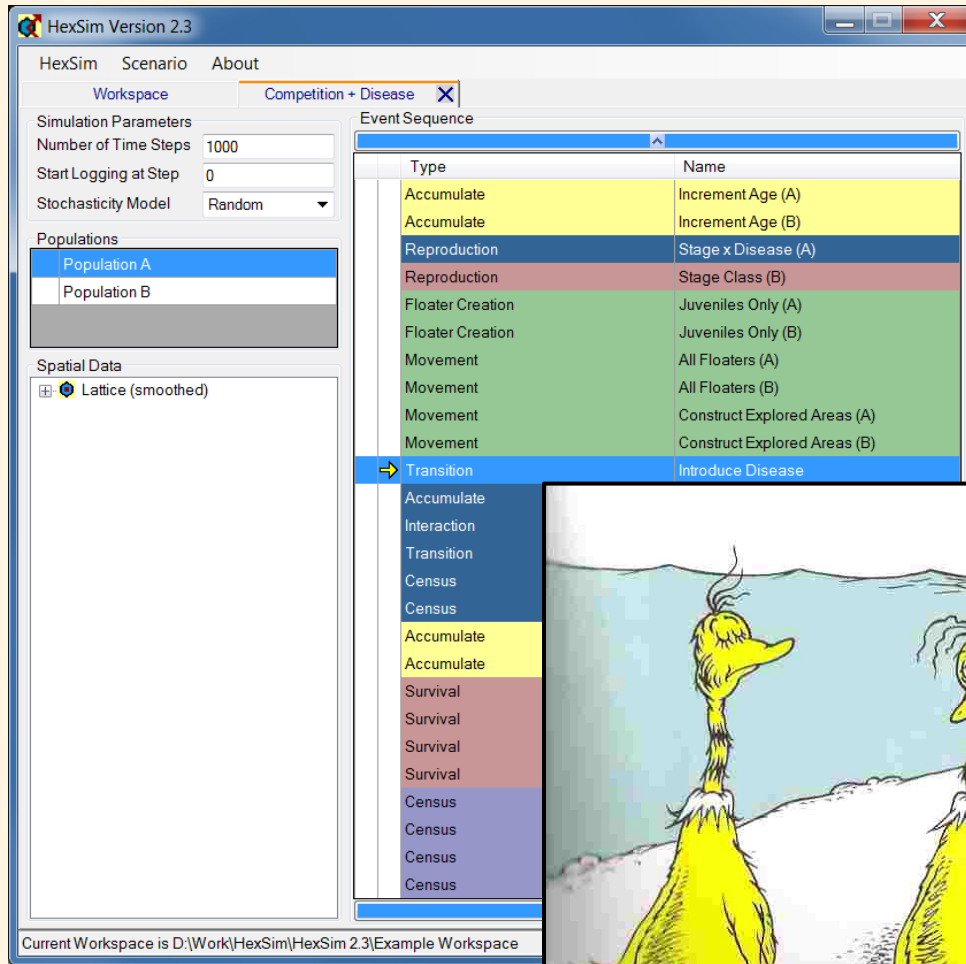 HexSim Version 2.3
HexSim Scenario About
Workspace Competition + Disease
Simulation Parameters
Number of Time Steps 1000
Start Logging at Step 0
Stochasticity Model Random
Populations
Population A
Population B
Spatial Data
Lattice (smoothed)
Event Sequence
Type Name
Accumulate Increment Age (A)
Accumulate Increment Age (B)
Reproduction Stage x Disease (A)
Reproduction Stage Class (B)
Floater Creation Juveniles Only (A)
Floater Creation Juveniles Only (B)
Movement All Floaters (A)
Movement All Floaters (B)
Movement Construct Explored Areas (A)
Movement Construct Explored Areas (B)
Transition Introduce Disease
Accumulate
Interaction
Transition
Census
Census
Accumulate
Accumulate
Survival
Survival
Survival
Survival
Census
Census
Census
Census
Current Workspace is D:\Work\HexSim\HexSim 2.3\Example Workspace